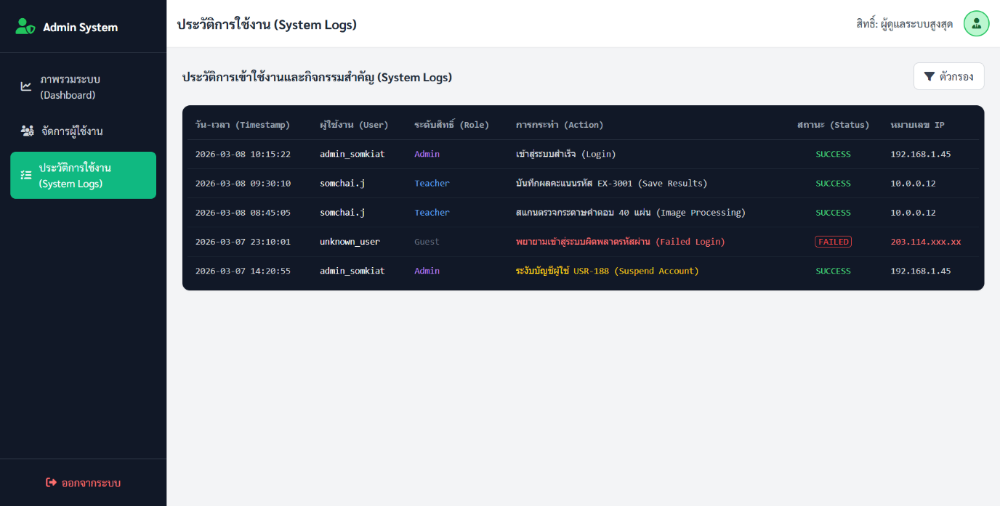 Admin System
ประวัติการใช้งาน (System Logs)
สิทธิ์: ผู้ดูแลระบบสูงสุด
ภาพรวมระบบ
(Dashboard)
จัดการผู้ใช้งาน
ประวัติการใช้งาน
(System Logs)
ออกจากระบบ
ประวัติการเข้าใช้งานและกิจกรรมสำคัญ (System Logs)
ตัวกรอง
วัน-เวลา (Timestamp) ผู้ใช้งาน (User) ระดับสิทธิ์ (Role) การกระทำ (Action) สถานะ (Status) หมายเลข IP
2026-03-08 10:15:22 admin_somkiat Admin เข้าสู่ระบบสำเร็จ (Login) SUCCESS 192.168.1.45
2026-03-08 09:30:10 somchai.j Teacher บันทึกผลคะแนนรหัส EX-3001 (Save Results) SUCCESS 10.0.0.12
2026-03-08 08:45:05 somchai.j Teacher สแกนตรวจกระดาษคำตอบ 40 แผ่น (Image Processing) SUCCESS 10.0.0.12
2026-03-07 23:10:01 unknown_user Guest พยายามเข้าสู่ระบบผิดพลาดรหัสผ่าน (Failed Login) FAILED 203.114.xxx.xx
2026-03-07 14:20:55 admin_somkiat Admin ระงับบัญชีผู้ใช้ USR-188 (Suspend Account) SUCCESS 192.168.1.45